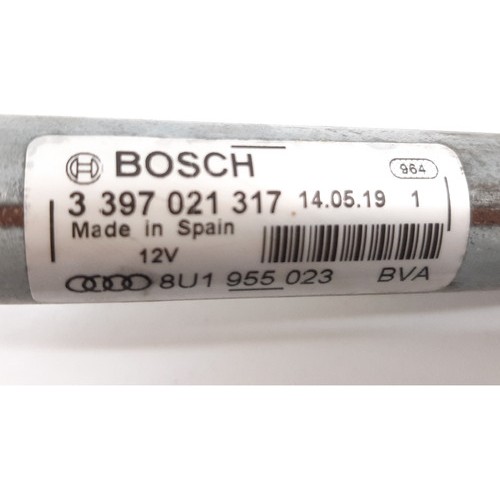 BOSCH 964
3 397 021 317 14.05.19 1
Made in Spain
12V
8U1 955 023 BVA